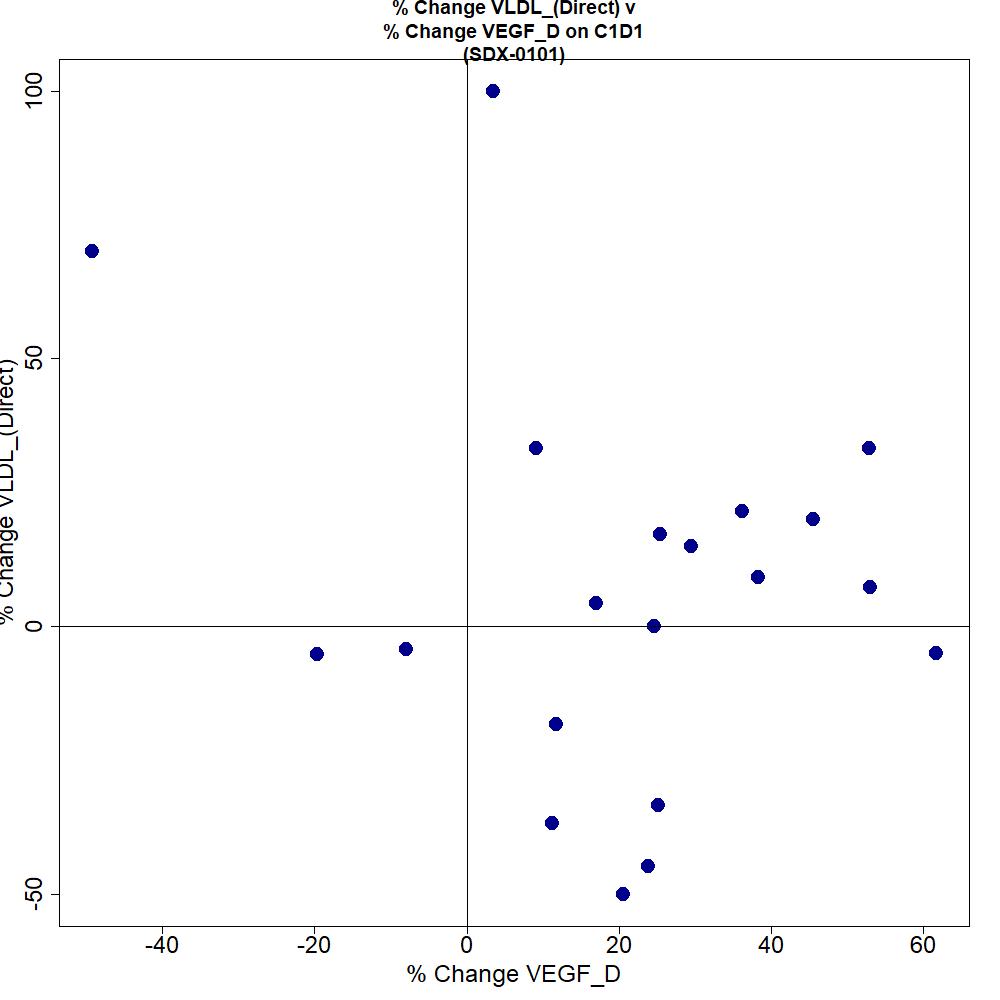 % Change VLDL_(Direct) v
% Change VEGF_D on C1D1
(SDX-0101)
100
50
0
-50
% Change VLDL_(Direct)
-40
-20
0
20
40
60
% Change VEGF_D